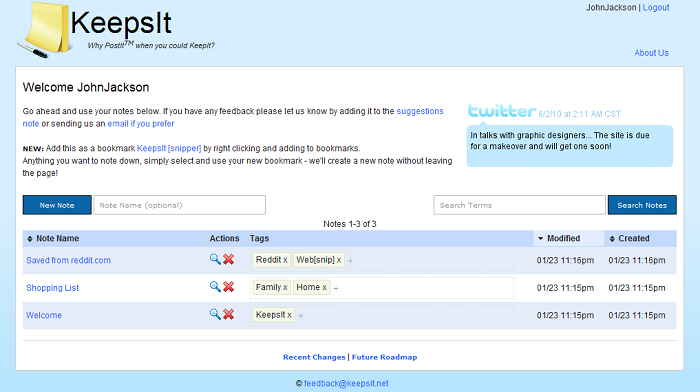 JohnJackson | Logout
KeepsIt
Why PostIt™ when you could KeepIt?
About Us
Welcome JohnJackson
Go ahead and use your notes below. If you have any feedback please let us know by adding it to the suggestions
note or sending us an email if you prefer
twitter 6/2/10 at 2:11 AM CST
In talks with graphic designers... The site is due
for a makeover and will get one soon!
NEW: Add this as a bookmark KeepsIt [snipper] by right clicking and adding to bookmarks.
Anything you want to note down, simply select and use your new bookmark - we'll create a new note without leaving
the page!
New Note Note Name (optional) Search Terms Search Notes
Notes 1-3 of 3
Note Name Actions Tags Modified Created
Saved from reddit.com Reddit x Web[snip] x + 01/23 11:16pm 01/23 11:16pm
Shopping List Family x Home x + 01/23 11:15pm 01/23 11:15pm
Welcome KeepsIt x + 01/23 11:15pm 01/23 11:15pm
Recent Changes | Future Roadmap
© feedback@keepsit.net